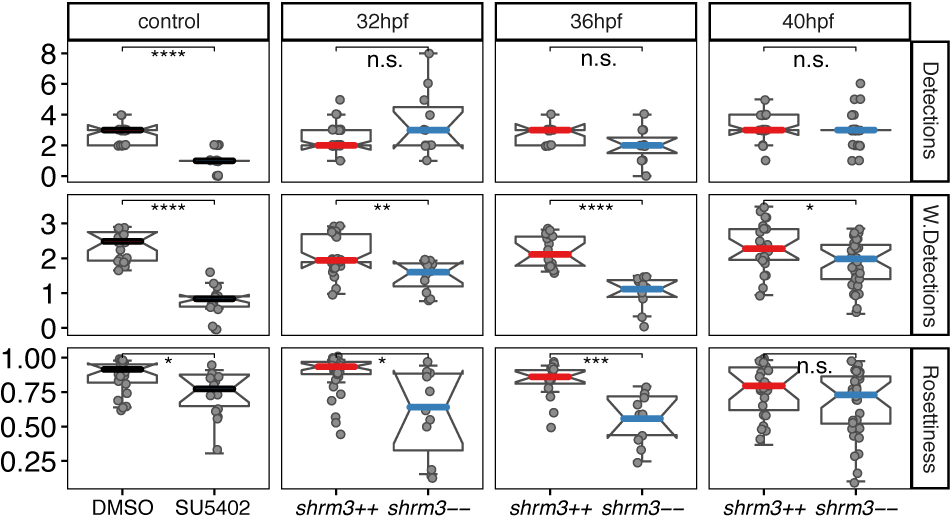 control 32hpf 36hpf 40hpf
8
6
4
2
0
**** n.s. n.s. n.s.
Detections
3
2
1
0
**** ** **** *
W.Detections
1.00
0.75
0.50
0.25
* * *** n.s.
Rosettiness
DMSO SU5402 shrm3++ shrm3−− shrm3++ shrm3−− shrm3++ shrm3−−